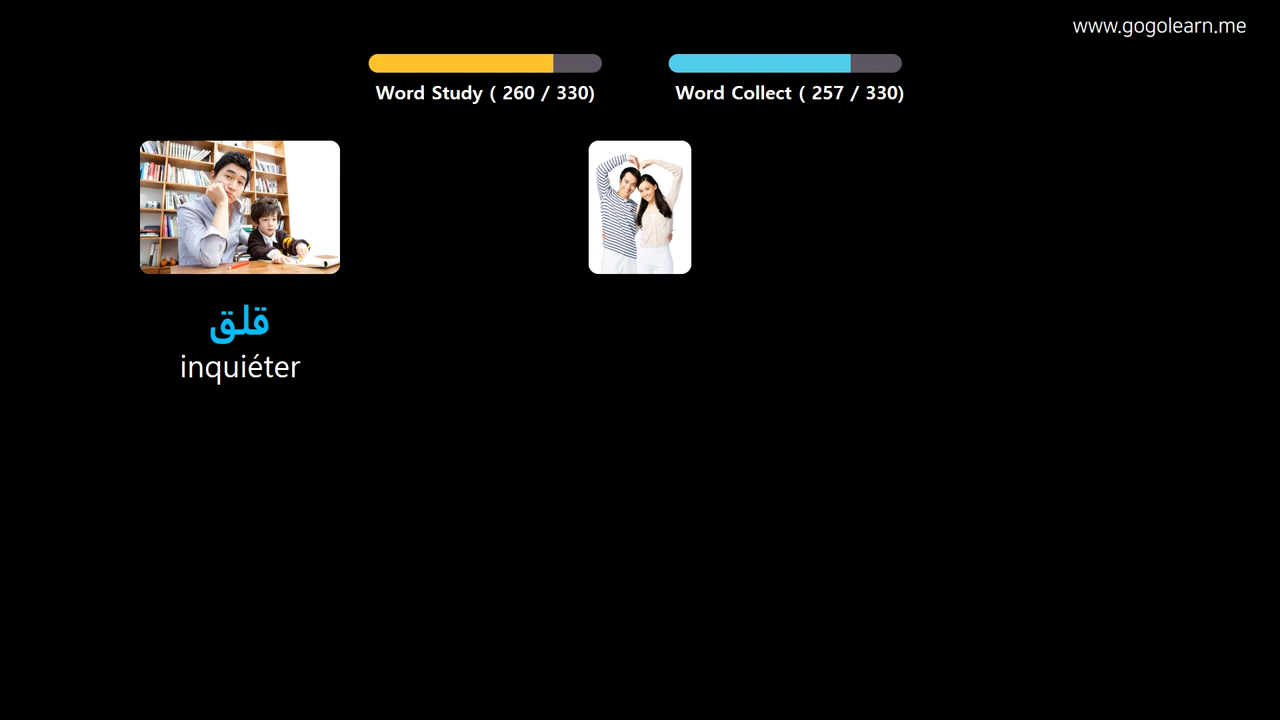 www.gogolearn.me
Word Study ( 260 / 330)
Word Collect ( 257 / 330)
قلق
inquiéter